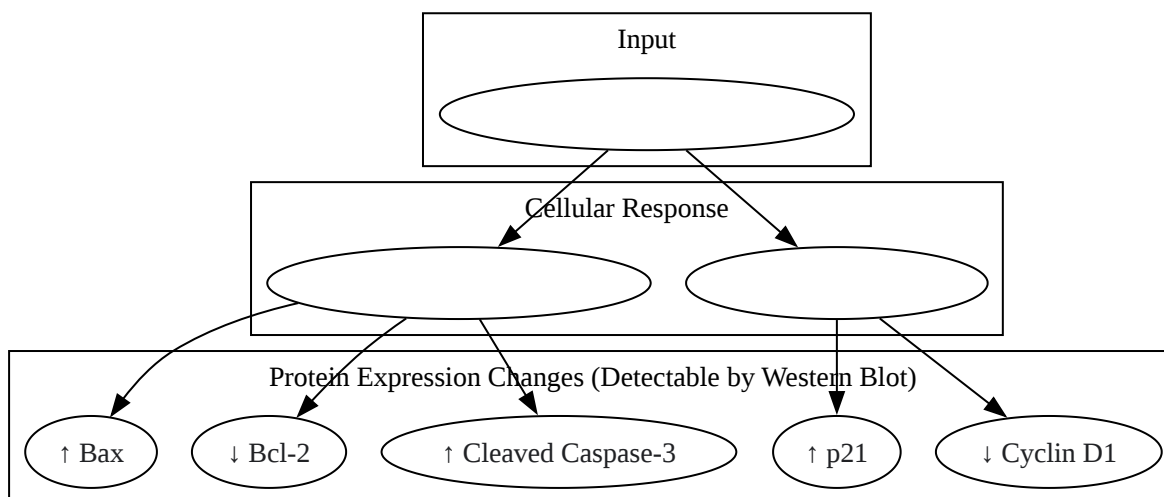 Input
Cellular Response
Protein Expression Changes (Detectable by Western Blot)
↑ Bax
↓ Bcl-2
↑ Cleaved Caspase-3
↑ p21
↓ Cyclin D1